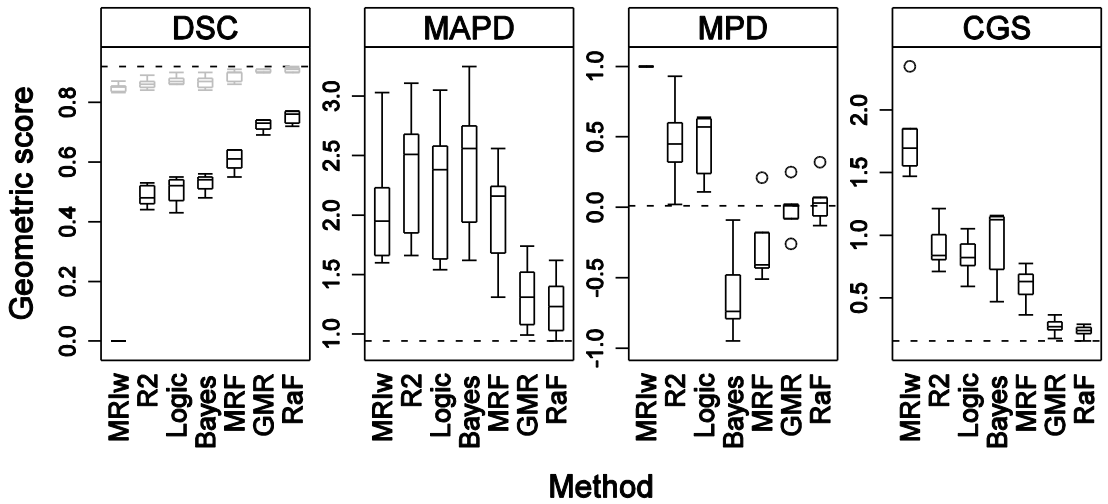 DSC MAPD MPD CGS
Geometric score
0.0 0.2 0.4 0.6 0.8
1.0 1.5 2.0 2.5 3.0
-1.0 -0.5 0.0 0.5 1.0
0.5 1.0 1.5 2.0
MRIw R2 Logic Bayes MRF GMR RaF
MRIw R2 Logic Bayes MRF GMR RaF
MRIw R2 Logic Bayes MRF GMR RaF
MRIw R2 Logic Bayes MRF GMR RaF
Method